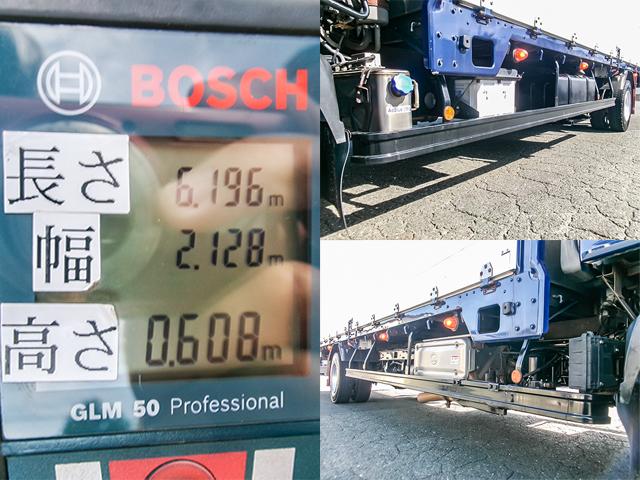 BOSCH
長さ 6.196m
幅 2.128m
高さ 0.608m
GLM 50 Professional